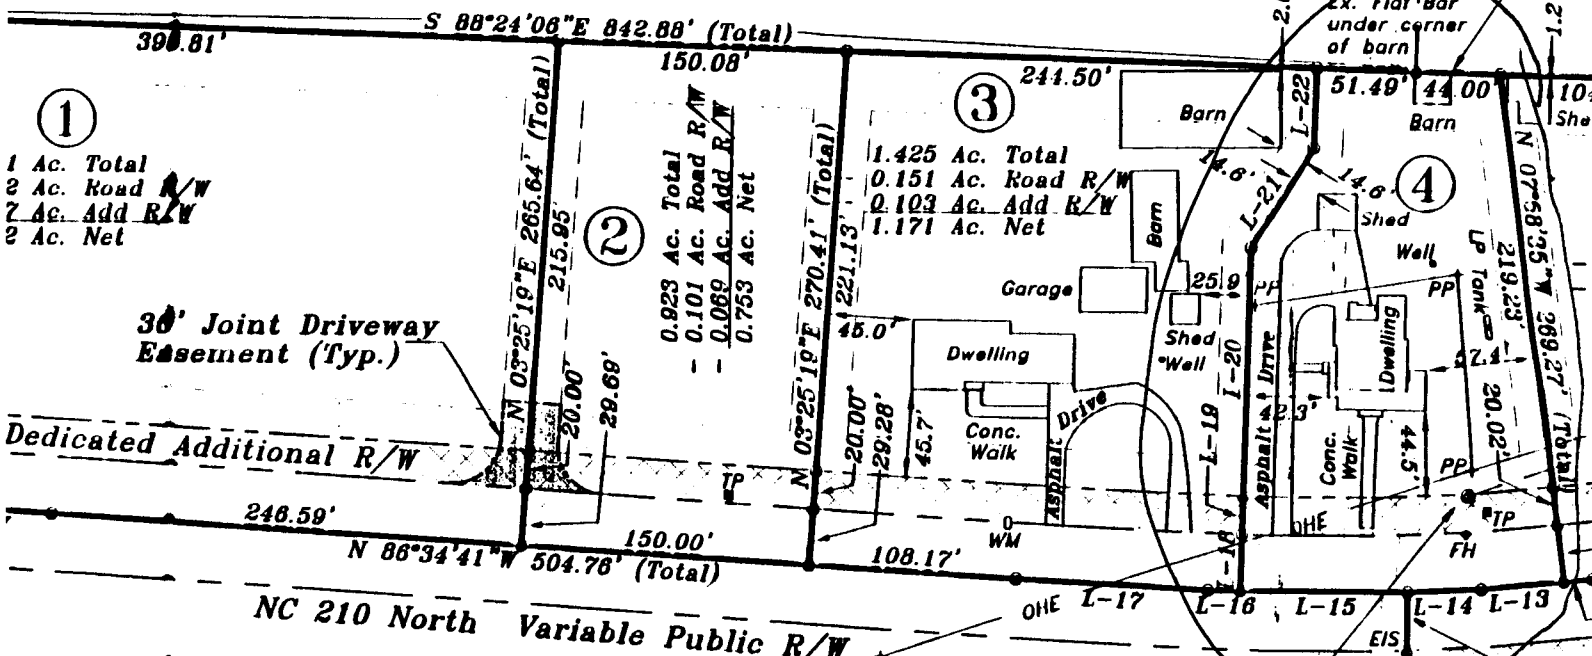 S 88°24'06"E 842.88' (Total)
Ex. Flat Bar
under corner
of barn
150.08'
244.50'
51.49'
44.00'
1
1 Ac. Total
2 Ac. Road R/W
7 Ac. Add R/W
2 Ac. Net
N 03°25'19"E 265.64' (Total)
215.95'
20.00'
29.69'
2
0.923 Ac. Total
- 0.101 Ac. Road R/W
- 0.069 Ac. Add R/W
0.753 Ac. Net
N 03°25'19"E 270.41' (Total)
221.13'
20.00'
29.28'
3
1.425 Ac. Total
0.151 Ac. Road R/W
0.103 Ac. Add R/W
1.171 Ac. Net
Barn
Barn
Garage
Shed
Well
25.9
45.0'
45.7'
Dwelling
Conc.
Walk
Asphalt
Drive
14.6'
14.6'
L-22
L-21
L-20
L-19
L-18
4
Barn
Shed
Well
PP
PP
PP
LP Tank
Dwelling
Asphalt Drive
Conc.
Walk
44.5'
N 07°58'35"W 269.27' (Total)
219.23'
20.02'
30' Joint Driveway
Easement (Typ.)
Dedicated Additional R/W
TP
WM
OHE
TP
FH
246.59'
N 86°34'41"W 504.76' (Total)
150.00'
108.17'
OHE
L-17
L-16
L-15
L-14
L-13
EIS
NC 210 North Variable Public R/W